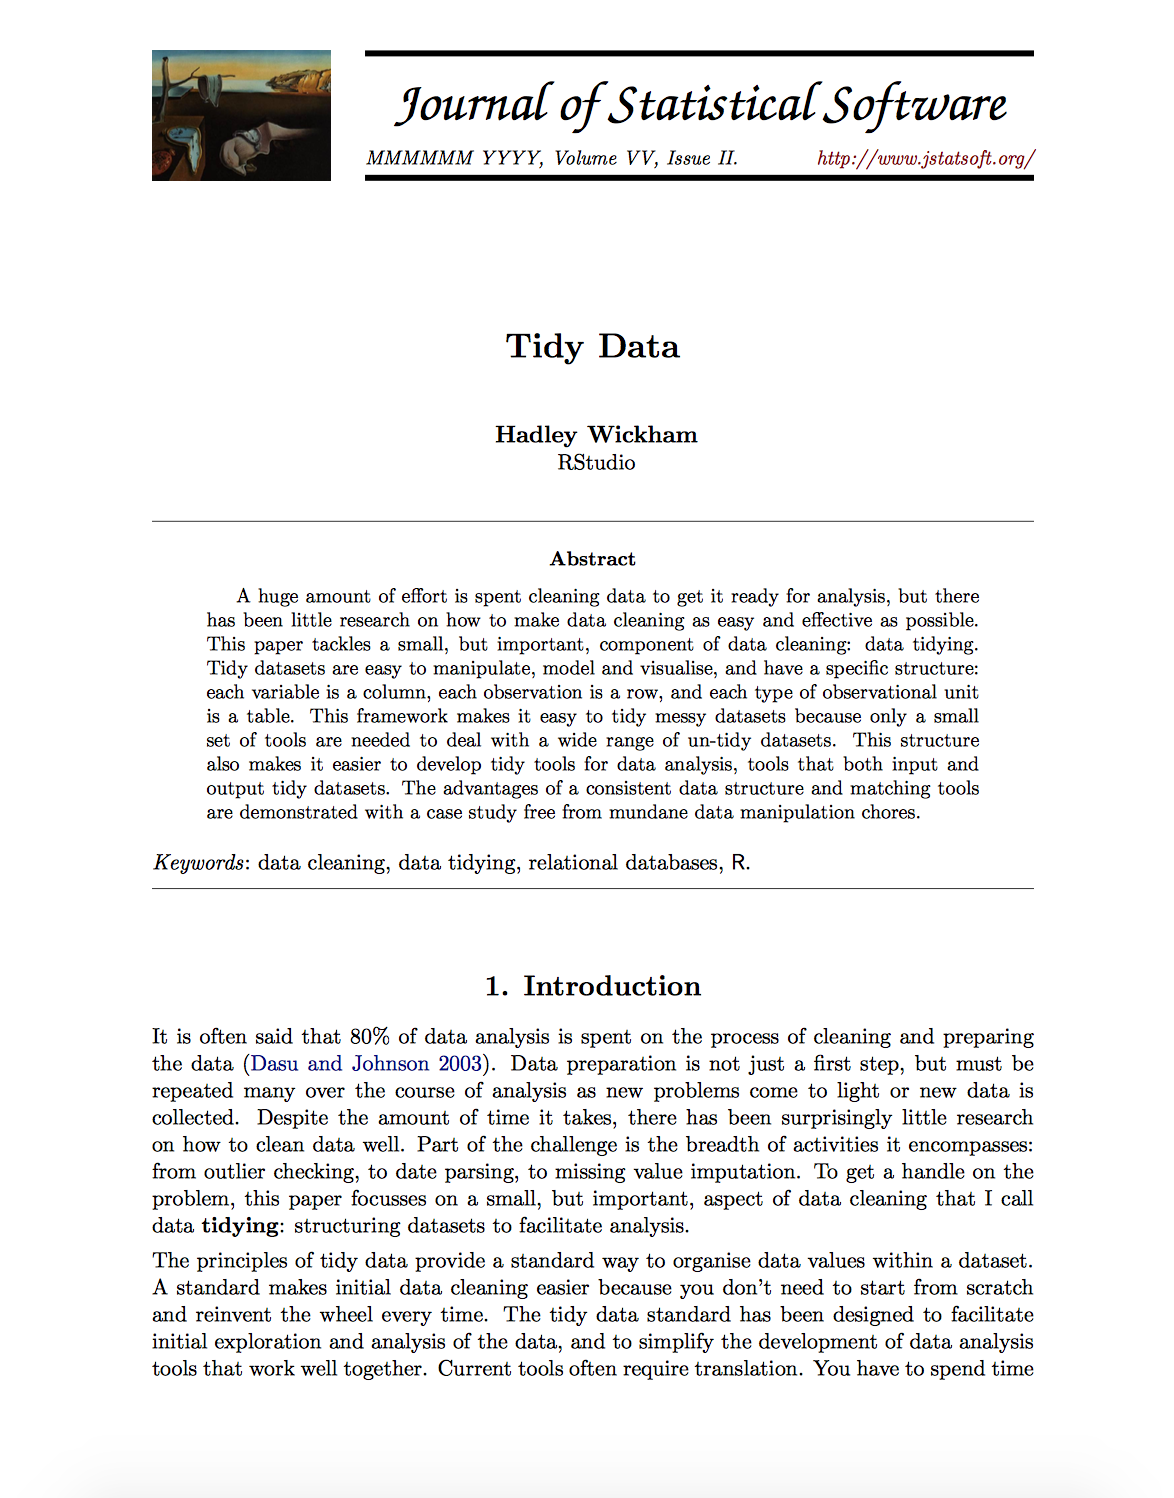 Journal of Statistical Software
MMMMMM YYYY, Volume VV, Issue II.
http://www.jstatsoft.org/
Tidy Data
Hadley Wickham
RStudio
Abstract
A huge amount of effort is spent cleaning data to get it ready for analysis, but there
has been little research on how to make data cleaning as easy and effective as possible.
This paper tackles a small, but important, component of data cleaning: data tidying.
Tidy datasets are easy to manipulate, model and visualise, and have a specific structure:
each variable is a column, each observation is a row, and each type of observational unit
is a table. This framework makes it easy to tidy messy datasets because only a small
set of tools are needed to deal with a wide range of un-tidy datasets. This structure
also makes it easier to develop tidy tools for data analysis, tools that both input and
output tidy datasets. The advantages of a consistent data structure and matching tools
are demonstrated with a case study free from mundane data manipulation chores.
Keywords: data cleaning, data tidying, relational databases, R.
1. Introduction
It is often said that 80% of data analysis is spent on the process of cleaning and preparing
the data (Dasu and Johnson 2003). Data preparation is not just a first step, but must be
repeated many over the course of analysis as new problems come to light or new data is
collected. Despite the amount of time it takes, there has been surprisingly little research
on how to clean data well. Part of the challenge is the breadth of activities it encompasses:
from outlier checking, to date parsing, to missing value imputation. To get a handle on the
problem, this paper focusses on a small, but important, aspect of data cleaning that I call
data tidying: structuring datasets to facilitate analysis.
The principles of tidy data provide a standard way to organise data values within a dataset.
A standard makes initial data cleaning easier because you don't need to start from scratch
and reinvent the wheel every time. The tidy data standard has been designed to facilitate
initial exploration and analysis of the data, and to simplify the development of data analysis
tools that work well together. Current tools often require translation. You have to spend time